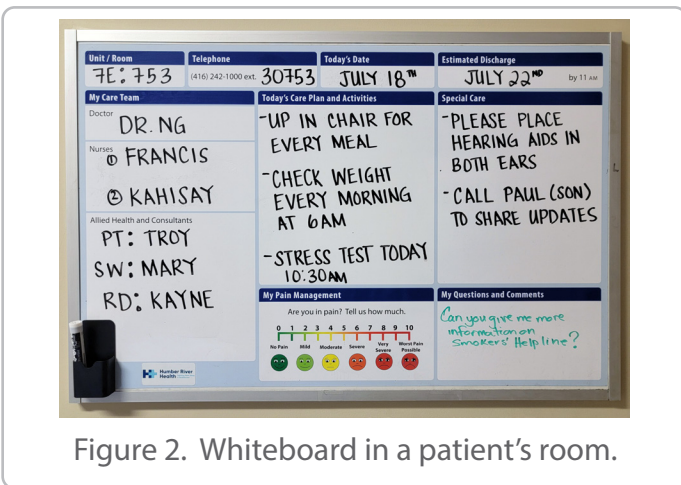 Unit / Room
7E: 753
Telephone
(416) 242-1000 ext. 30753
Today's Date
JULY 18TH
Estimated Discharge
JULY 22ND by 11 AM
My Care Team
Doctor
DR. NG
Nurses
① FRANCIS
② KAHISAY
Allied Health and Consultants
PT: TROY
SW: MARY
RD: KAYNE
Today's Care Plan and Activities
-UP IN CHAIR FOR
EVERY MEAL
-CHECK WEIGHT
EVERY MORNING
AT 6AM
-STRESS TEST TODAY
10:30AM
Special Care
-PLEASE PLACE
HEARING AIDS IN
BOTH EARS
- CALL PAUL (SON)
TO SHARE UPDATES
My Pain Management
Are you in pain? Tell us how much.
0 1 2 3 4 5 6 7 8 9 10
No Pain Mild Moderate Severe Very Severe Worst Pain Possible
My Questions and Comments
Can you give me more
information on
Smokers' Helpline?
Humber River
Health
Figure 2. Whiteboard in a patient's room.